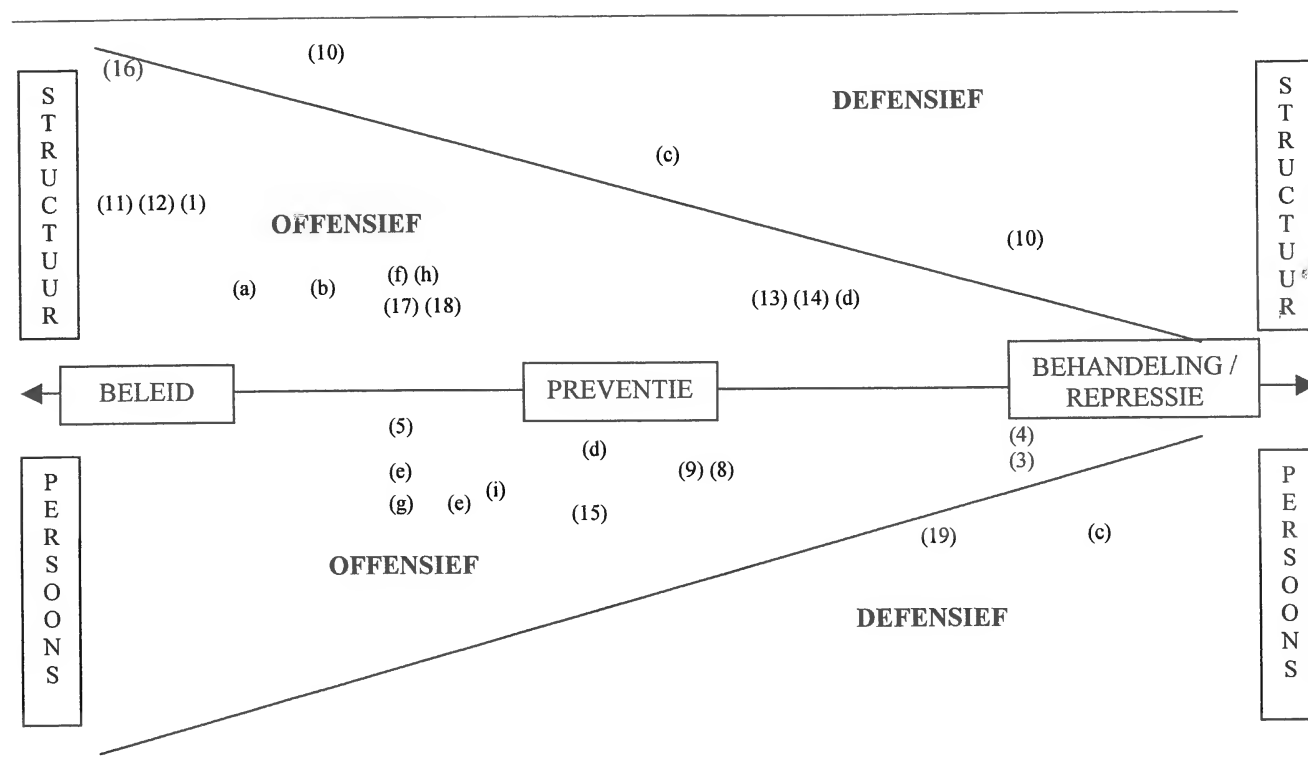 (10)
(16)
STRUCTUUR
STRUCTUUR
DEFENSIEF
(c)
(11) (12) (1)
OFFENSIEF
(10)
(f) (h)
(a)
(b)
(13) (14) (d)
(17) (18)
BELEID
PREVENTIE
BEHANDELING /
REPRESSIE
(5)
(4)
(d)
(3)
(e)
(9) (8)
(i)
(g)
(e)
(15)
PERSOONS
PERSOONS
(19)
(c)
OFFENSIEF
DEFENSIEF